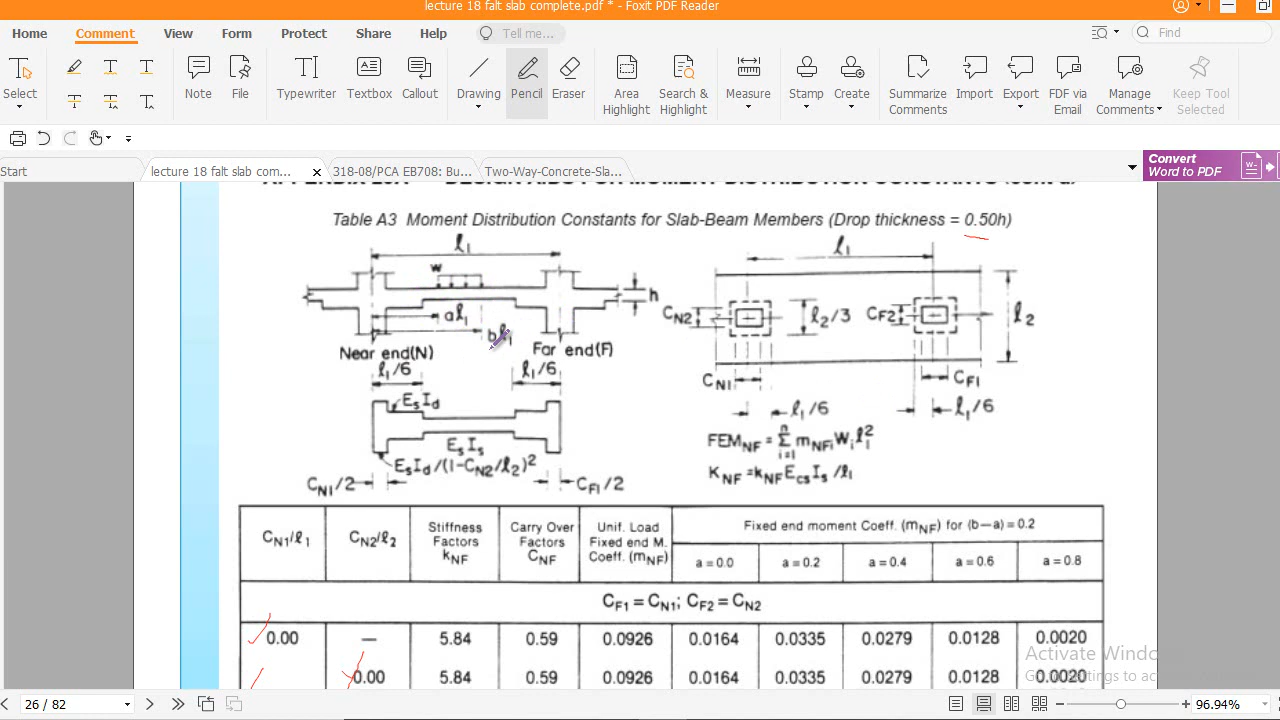 lecture 18 falt slab complete.pdf * - Foxit PDF Reader
Home Comment View Form Protect Share Help Tell me... Find
Select Note File Typewriter Textbox Callout Drawing Pencil Eraser Area Highlight Search & Highlight Measure Stamp Create Summarize Comments Import Export FDF via Email Manage Comments Keep Tool Selected
Start lecture 18 falt slab com... 318-08/PCA EB708: Bu... Two-Way-Concrete-Sla...
Convert Word to PDF
Table A3 Moment Distribution Constants for Slab-Beam Members (Drop thickness = 0.50h)
ℓ1
w
h
aℓ1
bℓ1
Near end(N) Far end(F)
ℓ1/6 ℓ1/6
EsId
EsIs
EsId/(1-CN2/ℓ2)²
CN1/2 CF1/2
ℓ1
CN2 ℓ2/3 CF2 ℓ2
CN1 CF1
ℓ1/6 ℓ1/6
FEMNF = Σ n i=1 mNFi Wi ℓ1²
KNF = kNF Ecs Is /ℓ1
CN1/ℓ1 CN2/ℓ2 Stiffness Factors kNF Carry Over Factors CNF Unif. Load Fixed end M. Coeff. (mNF) Fixed end moment Coeff. (mNF) for (b−a) = 0.2
a = 0.0 a = 0.2 a = 0.4 a = 0.6 a = 0.8
CF1 = CN1; CF2 = CN2
0.00 — 5.84 0.59 0.0926 0.0164 0.0335 0.0279 0.0128 0.0020
0.00 5.84 0.59 0.0926 0.0164 0.0335 0.0279 0.0128 0.0020
Activate Windo
26 / 82 96.94%